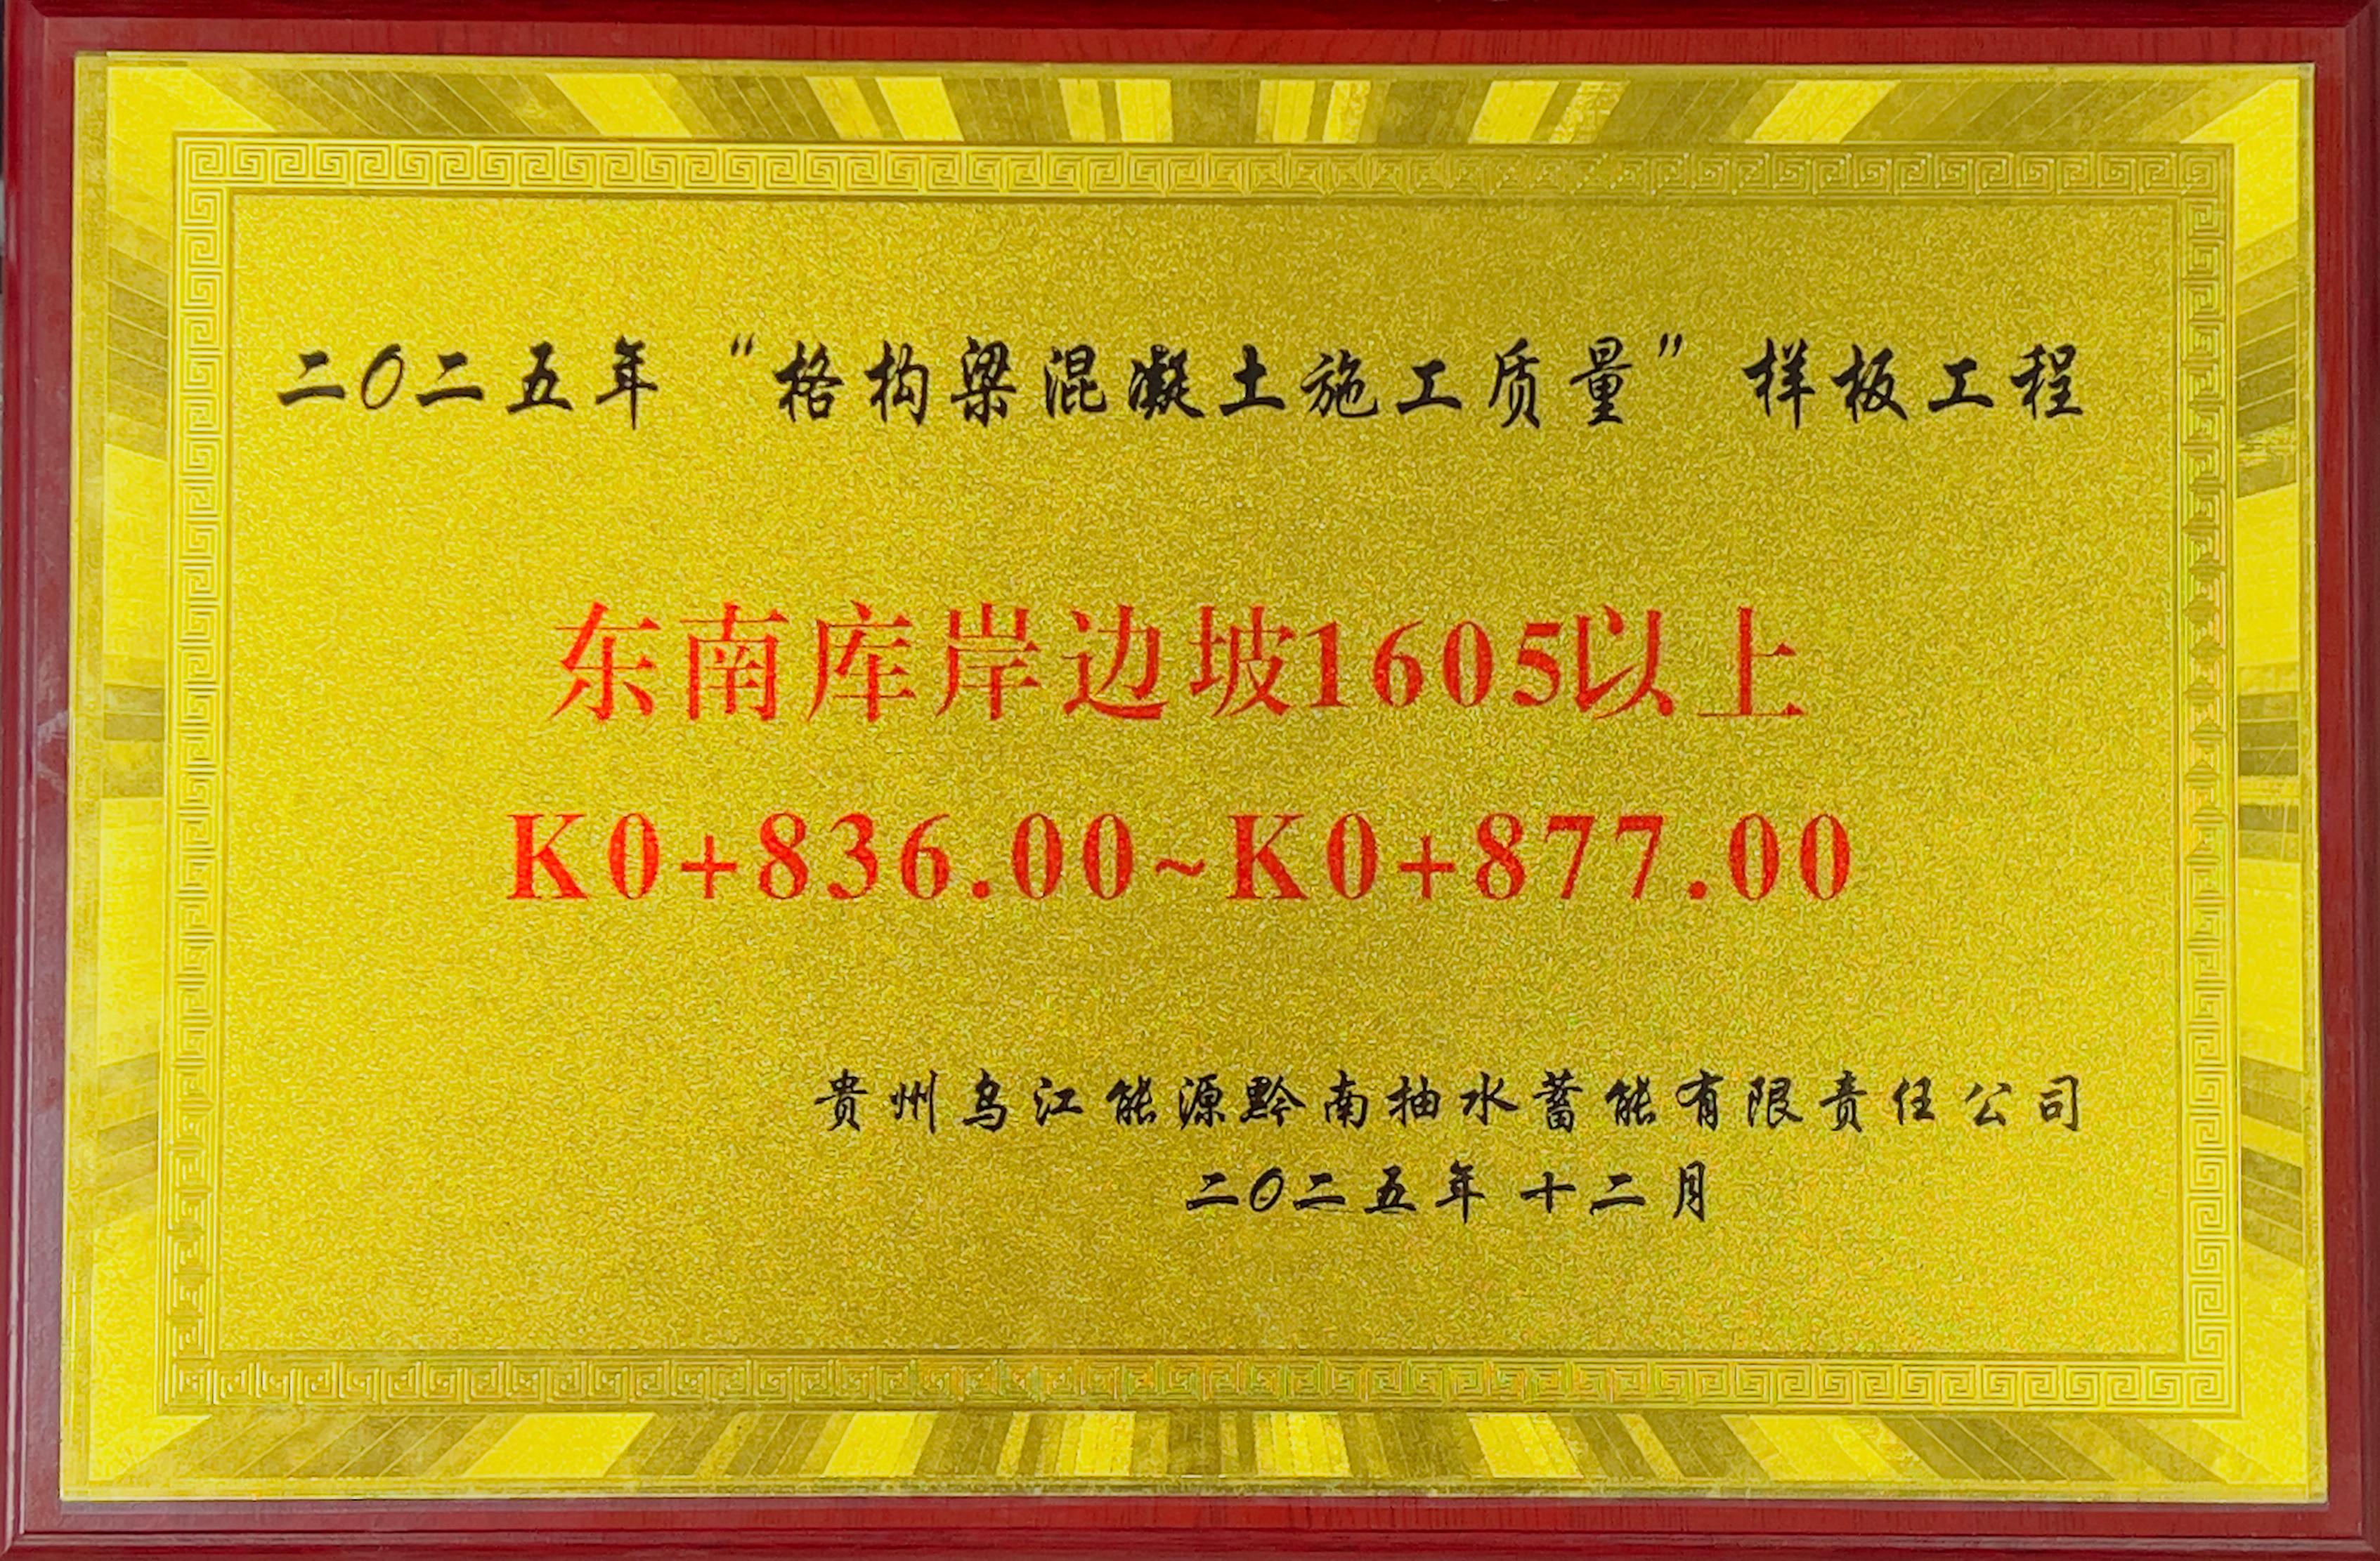 二〇二五年“格构梁混凝土施工质量”样板工程
东南库岸边坡1605以上
K0+836.00~K0+877.00
贵州乌江能源黔南抽水蓄能有限责任公司
二〇二五年十二月